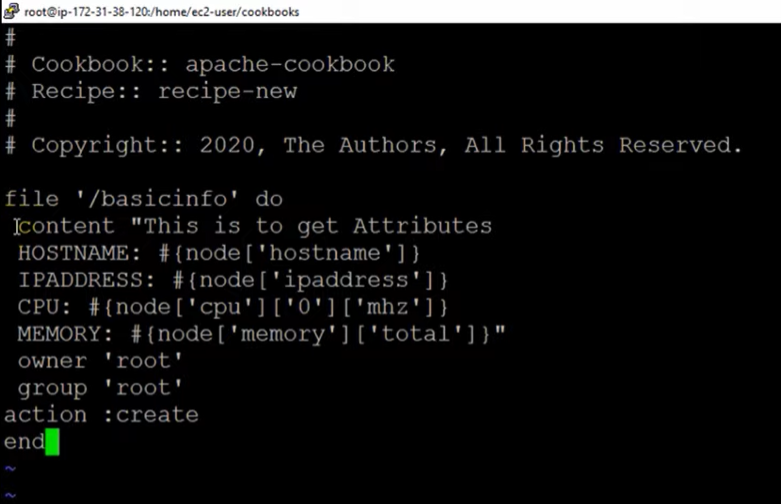 root@ip-172-31-38-120:/home/ec2-user/cookbooks
#
# Cookbook:: apache-cookbook
# Recipe:: recipe-new
#
# Copyright:: 2020, The Authors, All Rights Reserved.
file '/basicinfo' do
content "This is to get Attributes
HOSTNAME: #{node['hostname']}
IPADDRESS: #{node['ipaddress']}
CPU: #{node['cpu']['0']['mhz']}
MEMORY: #{node['memory']['total']}"
owner 'root'
group 'root'
action :create
end
~
~